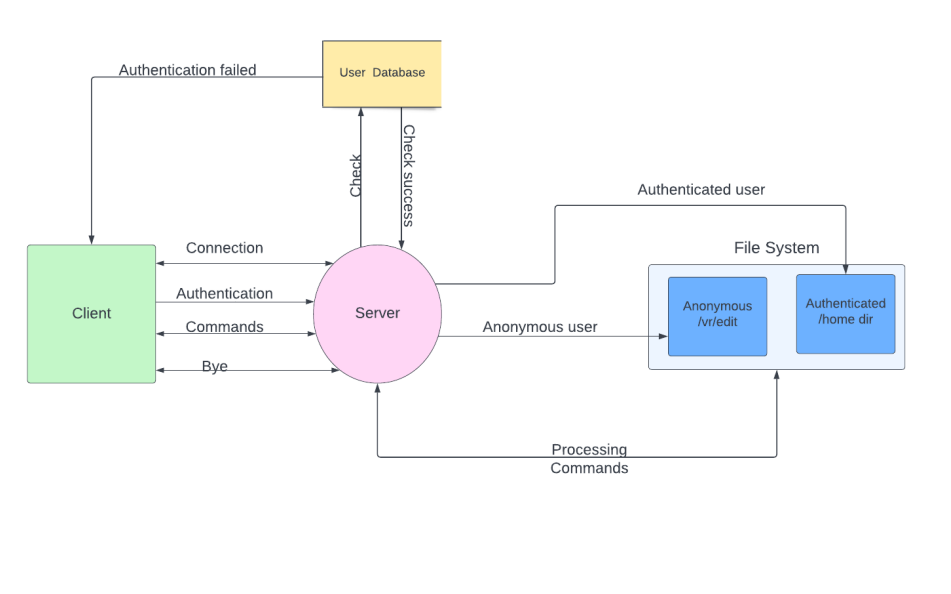 Authentication failed
User Database
Check
Check success
Authenticated user
Connection
File System
Authentication
Client
Server
Anonymous
/vr/edit
Authenticated
/home dir
Commands
Anonymous user
Bye
Processing
Commands